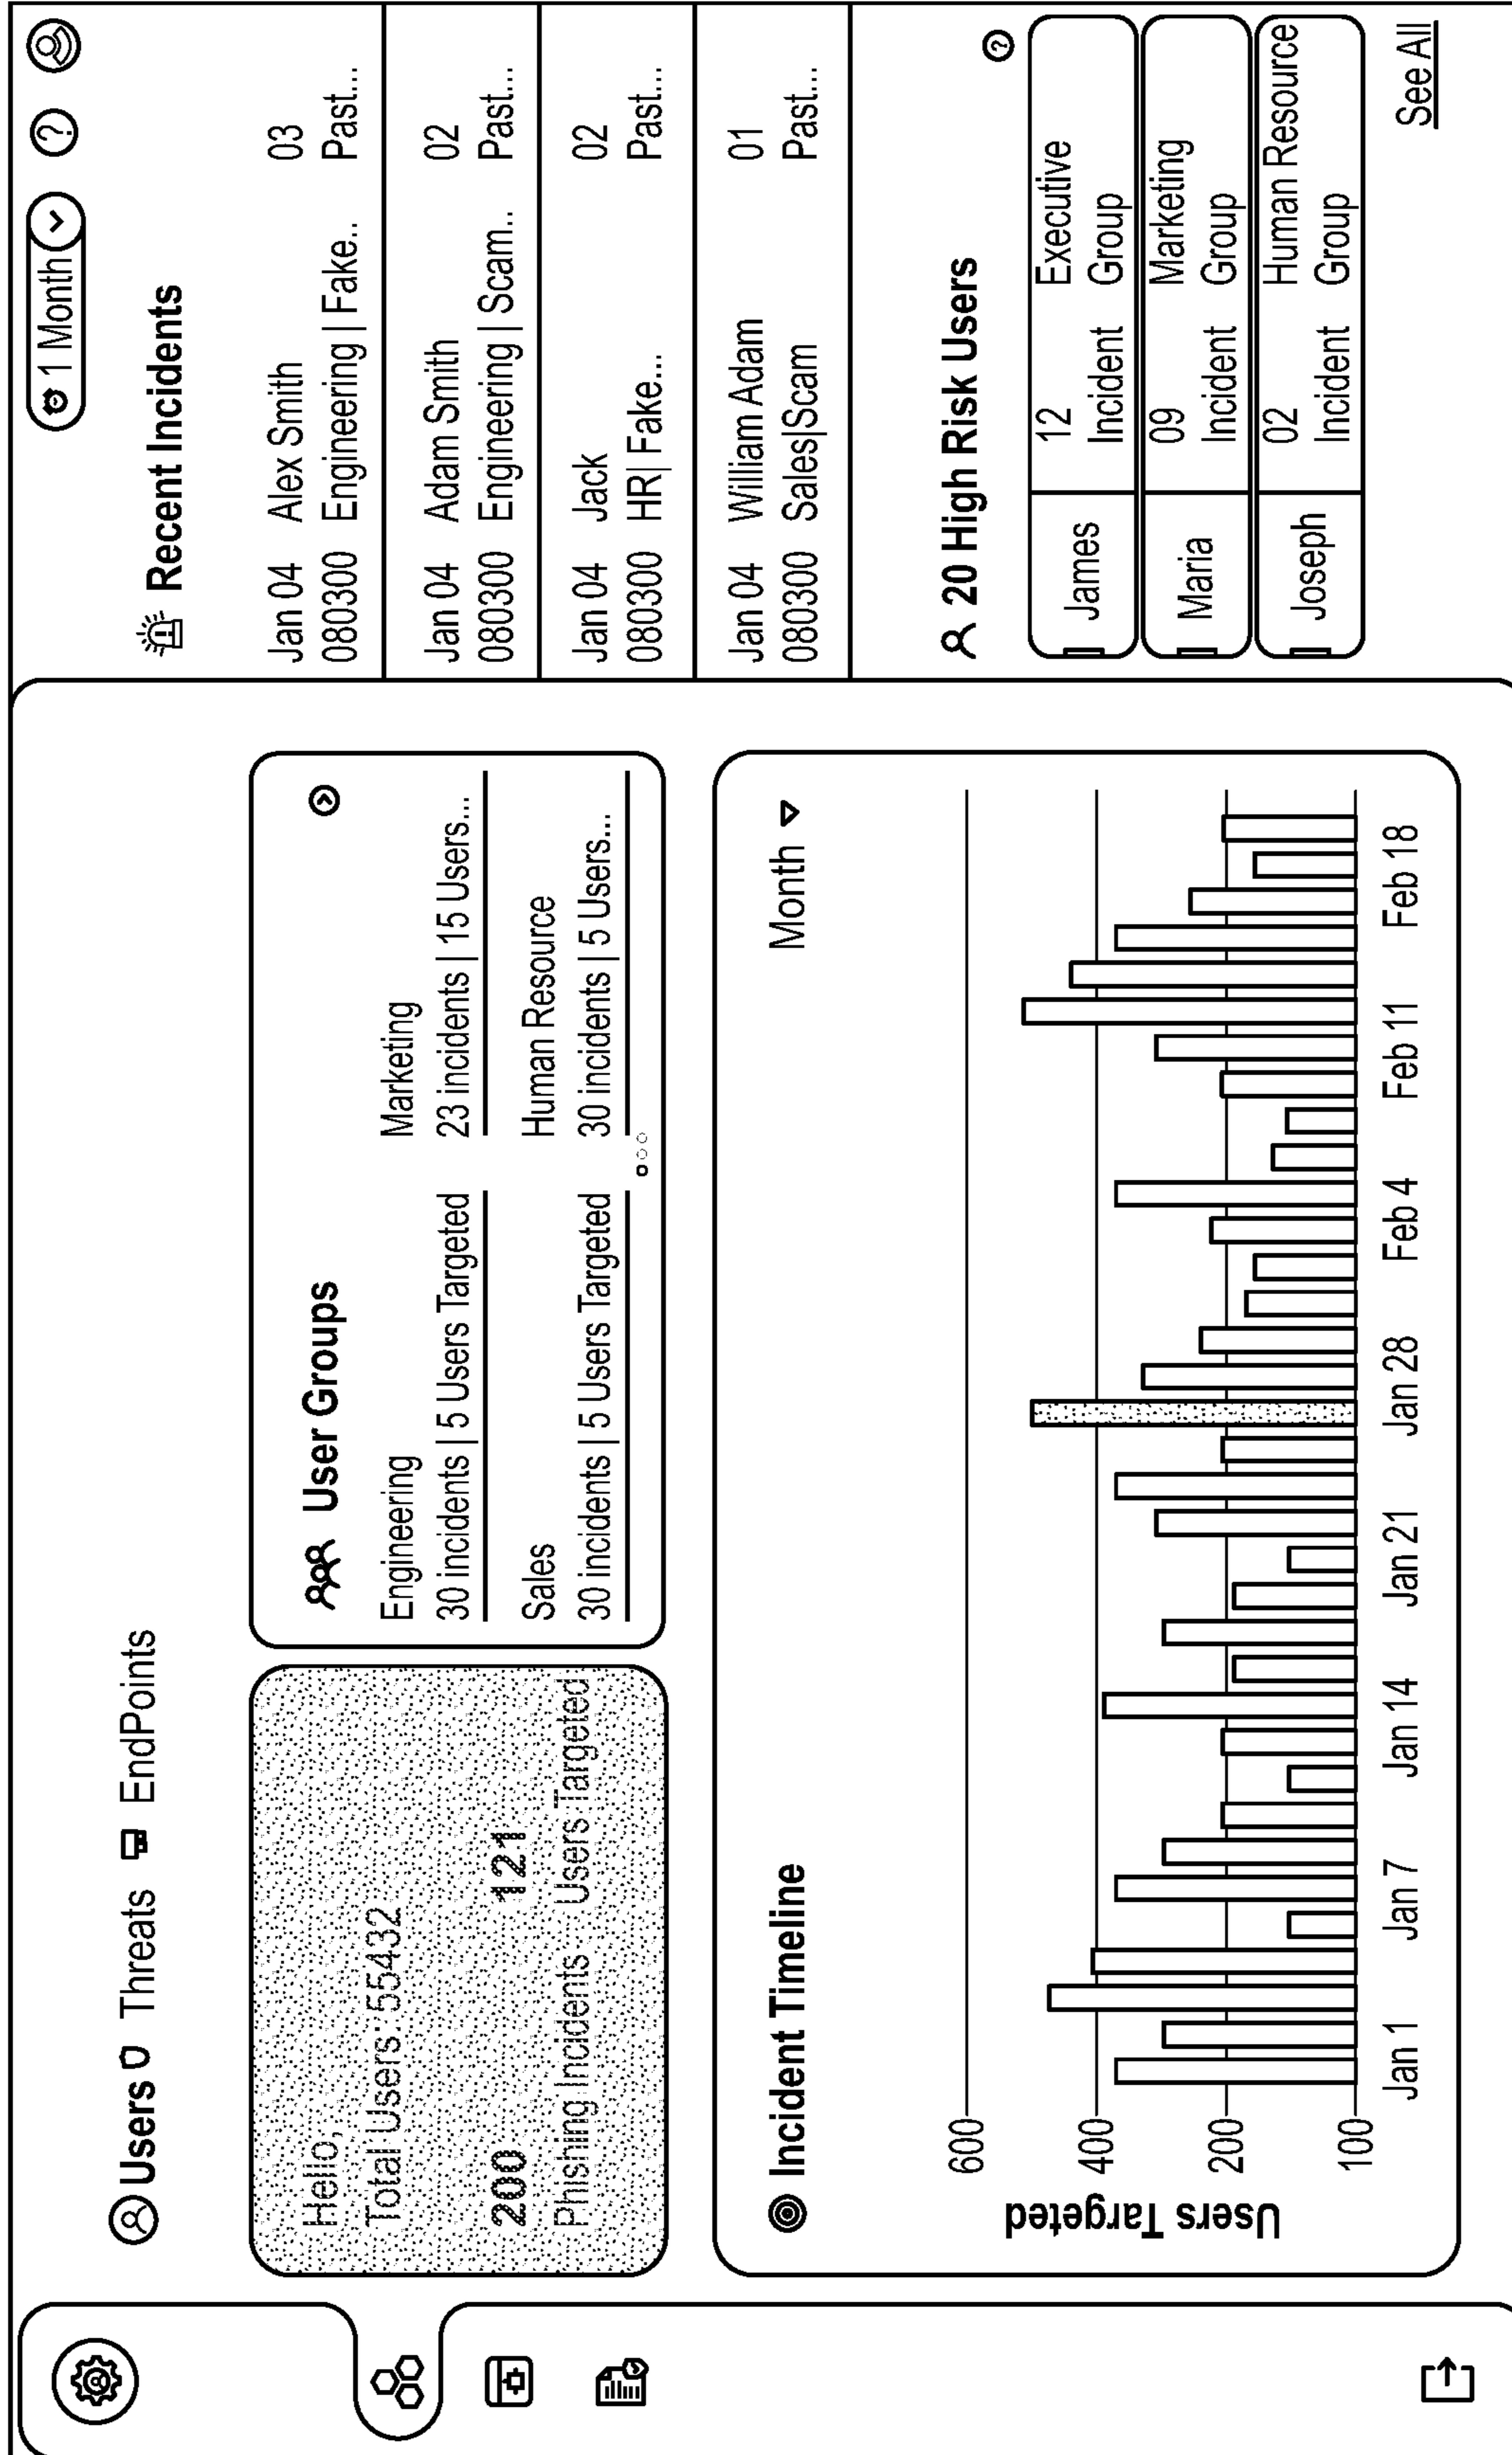 Users Threats EndPoints
1 Month ?
Hello,
Total Users: 55432
200 121
Phishing Incidents Users Targeted
User Groups
Engineering
30 incidents | 5 Users Targeted
Marketing
23 incidents | 15 Users...
Sales
30 incidents | 5 Users Targeted
Human Resource
30 incidents | 5 Users...
Incident Timeline
Month
Users Targeted
600
400
200
100
Jan 1 Jan 7 Jan 14 Jan 21 Jan 28 Feb 4 Feb 11 Feb 18
Recent Incidents
Jan 04 Alex Smith 03
080300 Engineering | Fake.. Past...
Jan 04 Adam Smith 02
080300 Engineering | Scam.. Past...
Jan 04 Jack 02
080300 HR| Fake... Past...
Jan 04 William Adam 01
080300 Sales|Scam Past...
20 High Risk Users ?
James
12 Executive
Incident Group
Maria
09 Marketing
Incident Group
Joseph
02 Human Resource
Incident Group
See All